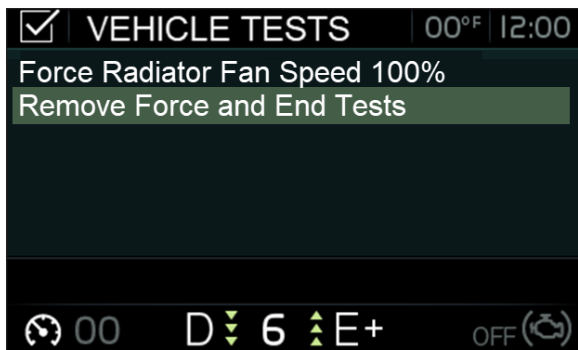 VEHICLE TESTS 00°F 12:00
Force Radiator Fan Speed 100%
Remove Force and End Tests
00 D 6 E+ OFF